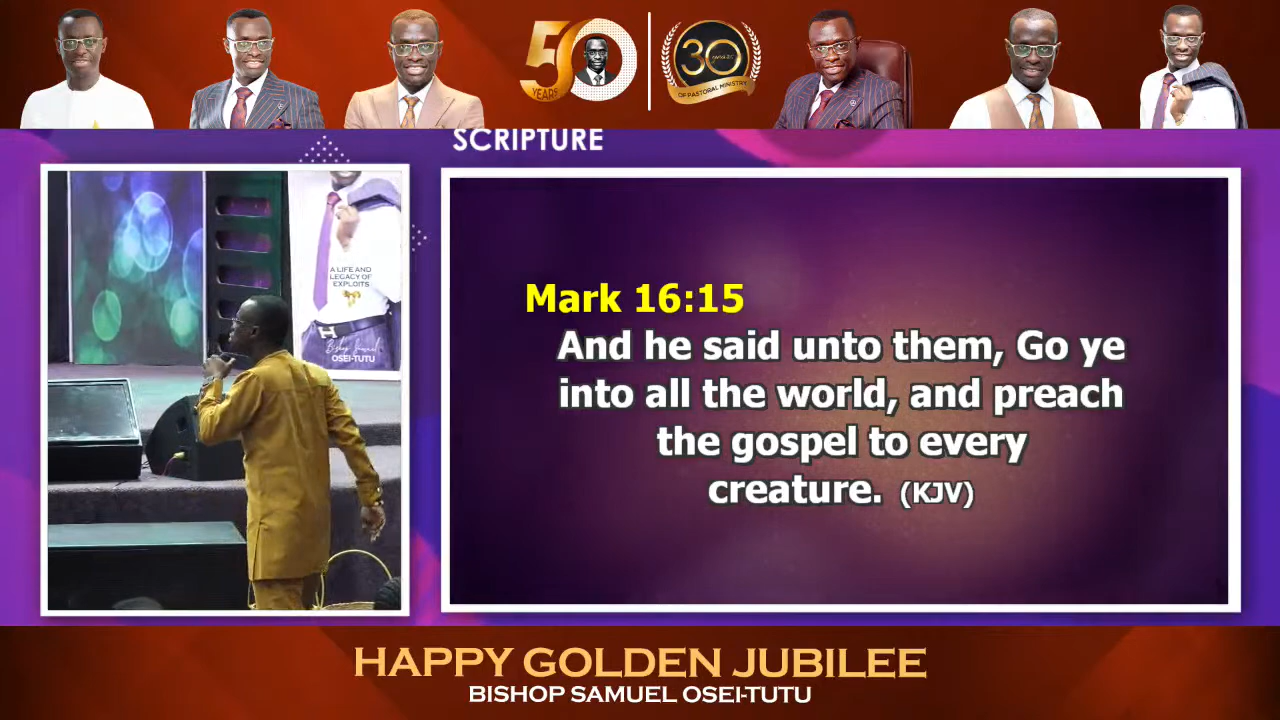 50
YEARS
30
OF PASTORAL MINISTRY
SCRIPTURE
A LIFE AND
LEGACY OF
EXPLOITS
Bishop Samuel
OSEI-TUTU
Mark 16:15
And he said unto them, Go ye
into all the world, and preach
the gospel to every
creature. (KJV)
HAPPY GOLDEN JUBILEE
BISHOP SAMUEL OSEI-TUTU